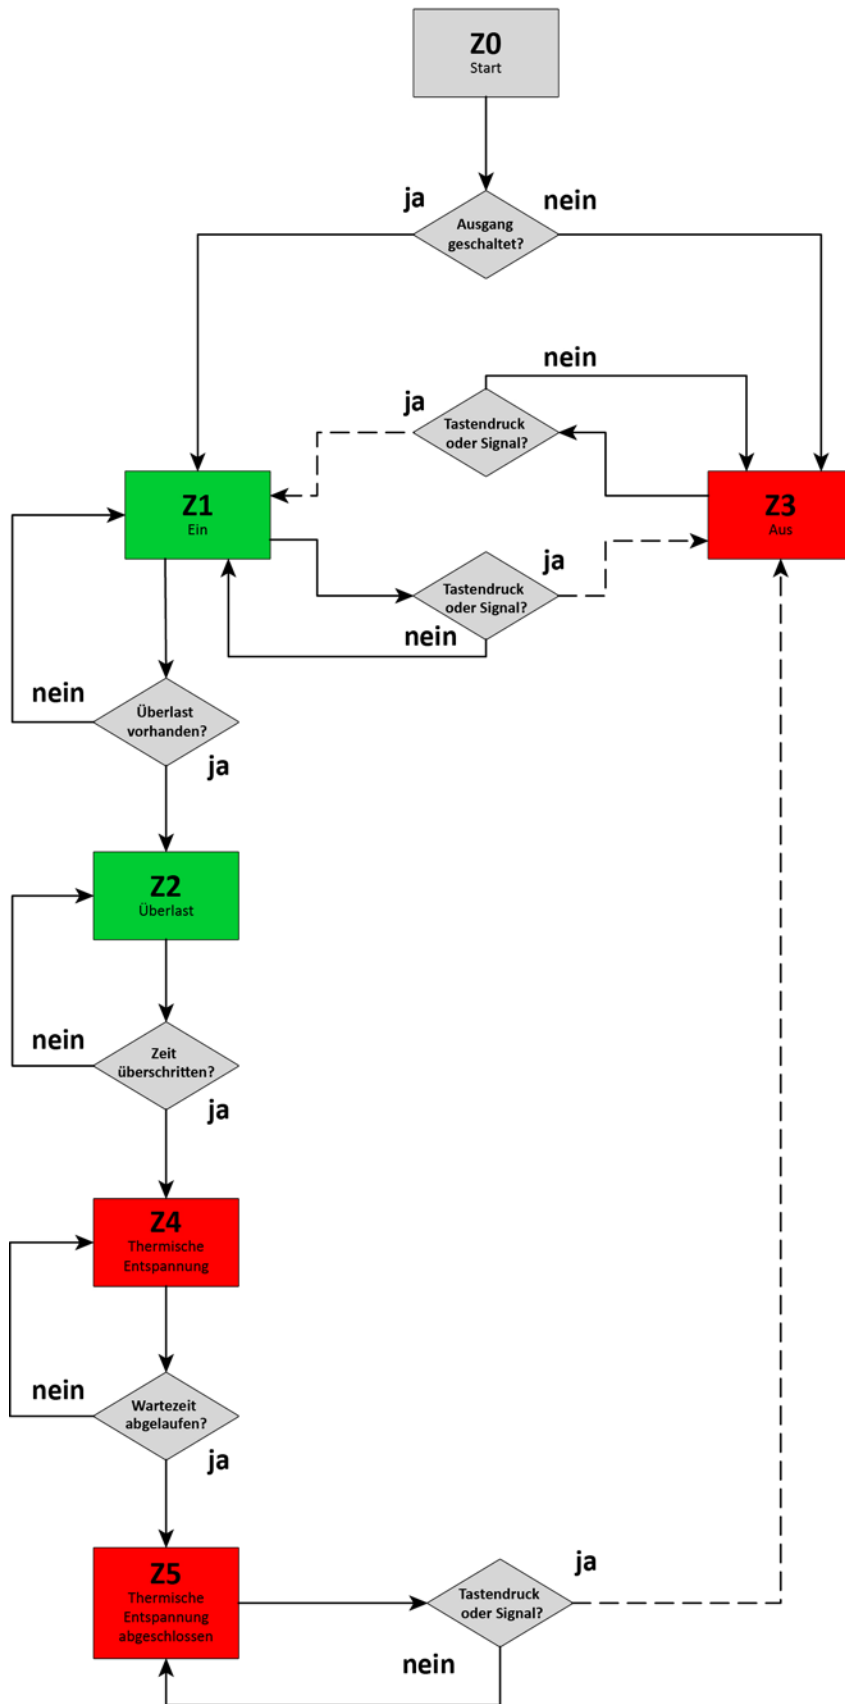 Z0
Start
ja
nein
Ausgang
geschaltet?
nein
ja
Tastendruck
oder Signal?
Z1
Ein
Z3
Aus
ja
Tastendruck
oder Signal?
nein
nein
Überlast
vorhanden?
ja
Z2
Überlast
nein
Zeit
überschritten?
ja
Z4
Thermische
Entspannung
nein
Wartezeit
abgelaufen?
ja
Z5
Thermische
Entspannung
abgeschlossen
ja
Tastendruck
oder Signal?
nein